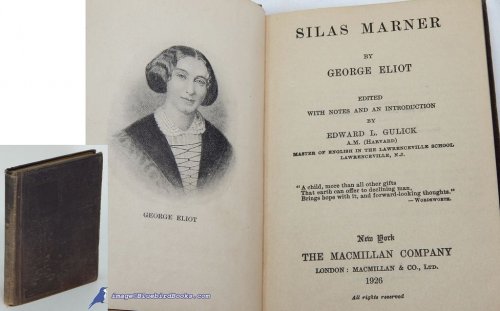 GEORGE ELIOT
SILAS MARNER
BY
GEORGE ELIOT
EDITED
WITH NOTES AND AN INTRODUCTION
BY
EDWARD L. GULICK
A.M. (HARVARD)
MASTER OF ENGLISH IN THE LAWRENCEVILLE SCHOOL
LAWRENCEVILLE, N.J.
"A child, more than all other gifts
That earth can offer to declining man,
Brings hope with it, and forward-looking thoughts."
— WORDSWORTH.
New York
THE MACMILLAN COMPANY
LONDON: MACMILLAN & CO., LTD.
1926
All rights reserved
image@BluebirdBooks.com